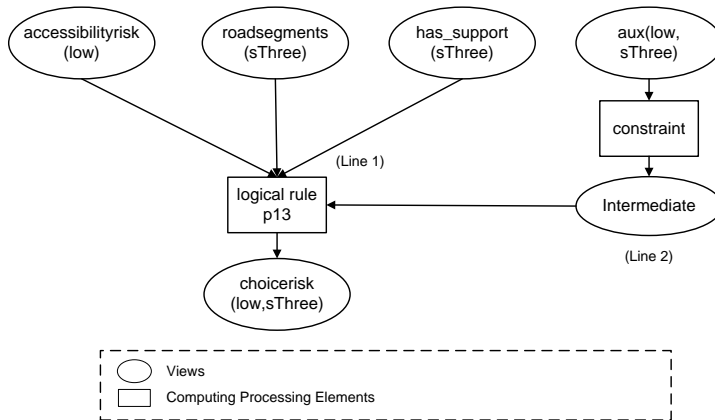 accessibilityrisk
(low)
roadsegments
(sThree)
has_support
(sThree)
aux(low,
sThree)
constraint
(Line 1)
logical rule
p13
Intermediate
(Line 2)
choicerisk
(low,sThree)
Views
Computing Processing Elements